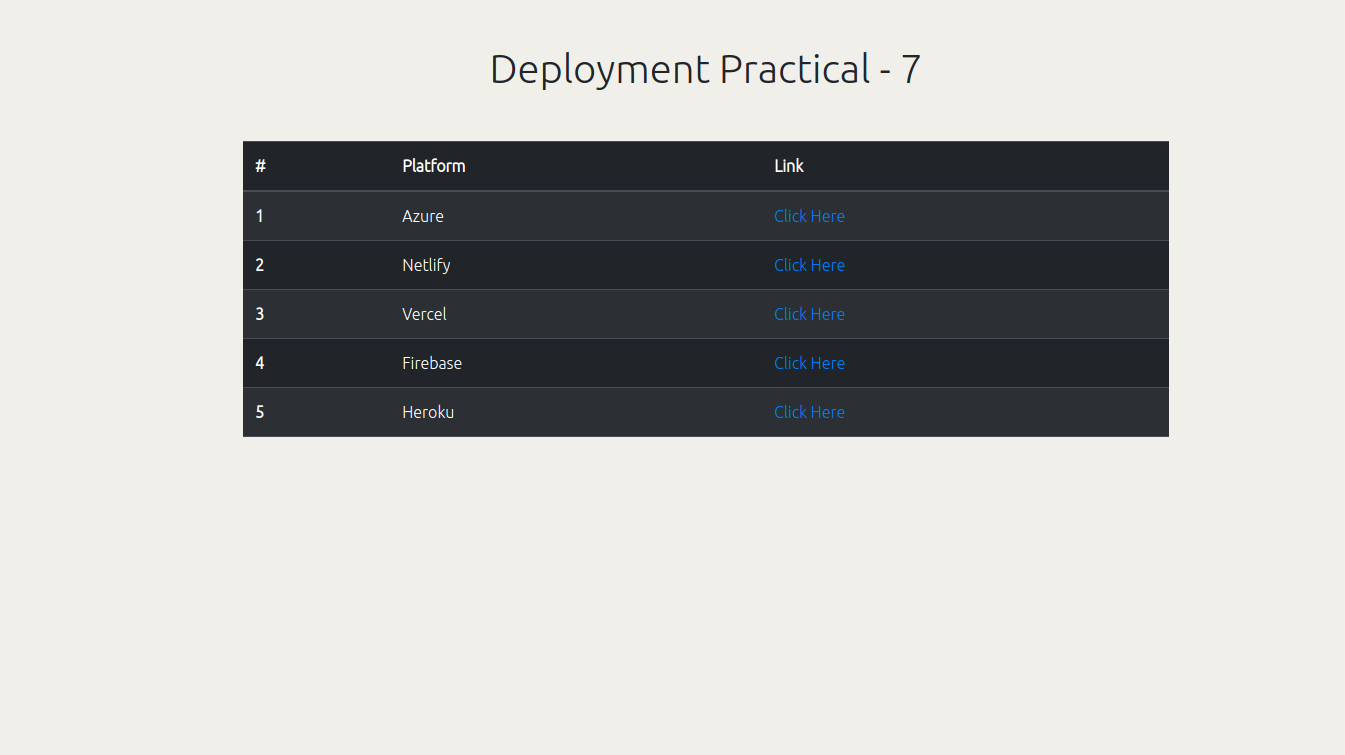 Deployment Practical - 7
# Platform Link
1 Azure Click Here
2 Netlify Click Here
3 Vercel Click Here
4 Firebase Click Here
5 Heroku Click Here